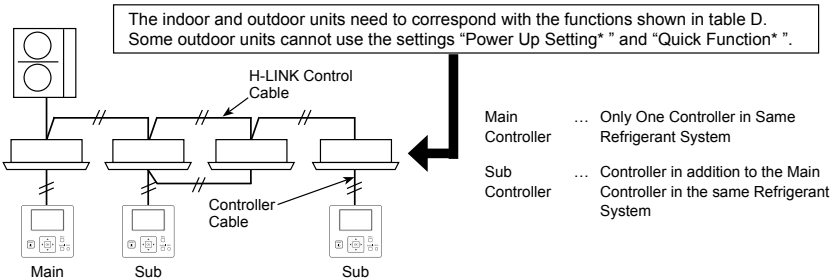 The indoor and outdoor units need to correspond with the functions shown in table D.
Some outdoor units cannot use the settings “Power Up Setting* ” and “Quick Function* ”.
H-LINK Control
Cable
Main … Only One Controller in Same
Controller Refrigerant System
Sub … Controller in addition to the Main
Controller Controller in the same Refrigerant
System
Controller
Cable
Main Sub Sub